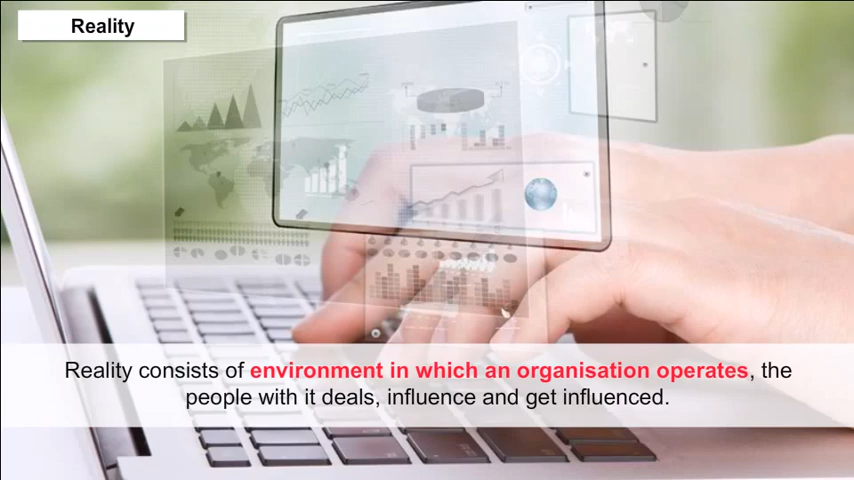 Reality
Reality consists of environment in which an organisation operates, the
people with it deals, influence and get influenced.